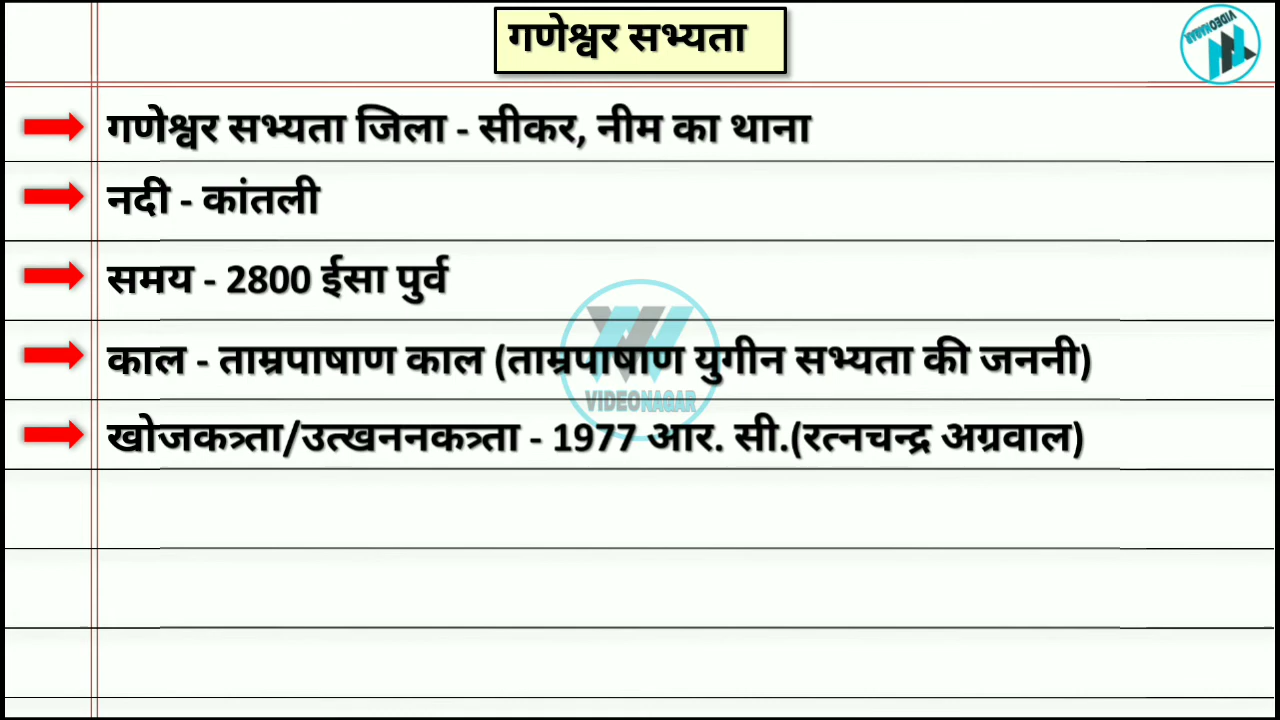 गणेश्वर सभ्यता
VIDEONAGAR
गणेश्वर सभ्यता जिला - सीकर, नीम का थाना
नदी - कांतली
समय - 2800 ईसा पुर्व
काल - ताम्रपाषाण काल (ताम्रपाषाण युगीन सभ्यता की जननी)
VIDEONAGAR
खोजकत्र्ता/उत्खननकत्र्ता - 1977 आर. सी.(रत्नचन्द्र अग्रवाल)